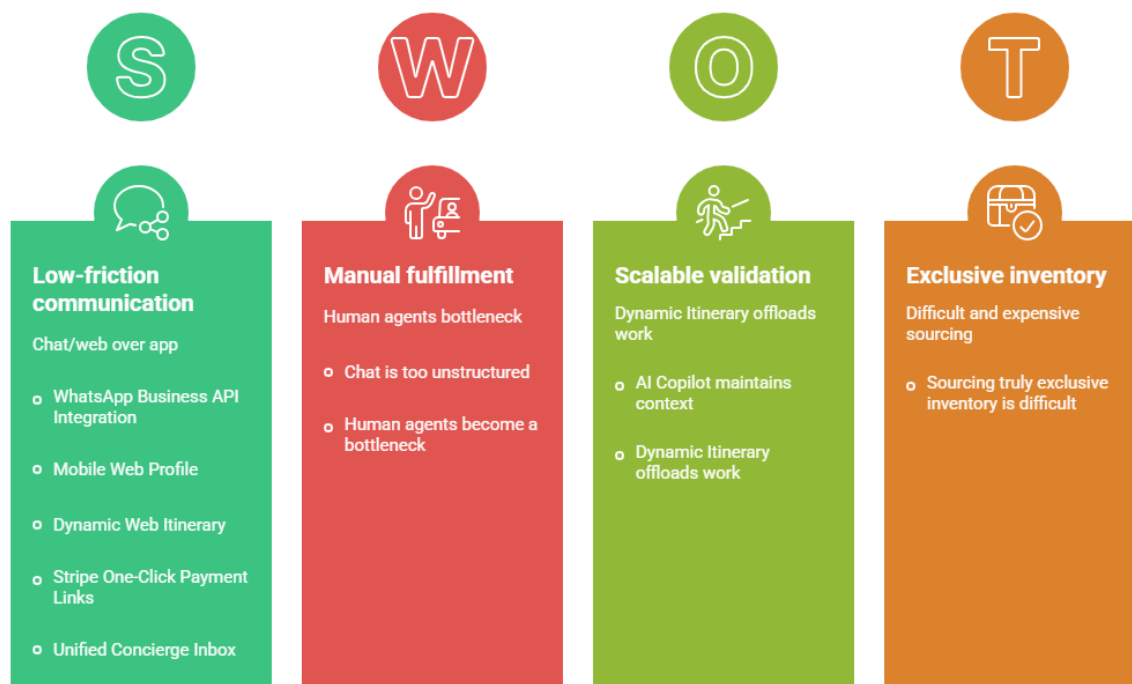 S
W
O
T
Low-friction
communication
Chat/web over app
WhatsApp Business API
Integration
Mobile Web Profile
Dynamic Web Itinerary
Stripe One-Click Payment
Links
Unified Concierge Inbox
Manual fulfillment
Human agents bottleneck
Chat is too unstructured
Human agents become a
bottleneck
Scalable validation
Dynamic Itinerary offloads
work
AI Copilot maintains
context
Dynamic Itinerary
offloads work
Exclusive inventory
Difficult and expensive
sourcing
Sourcing truly exclusive
inventory is difficult